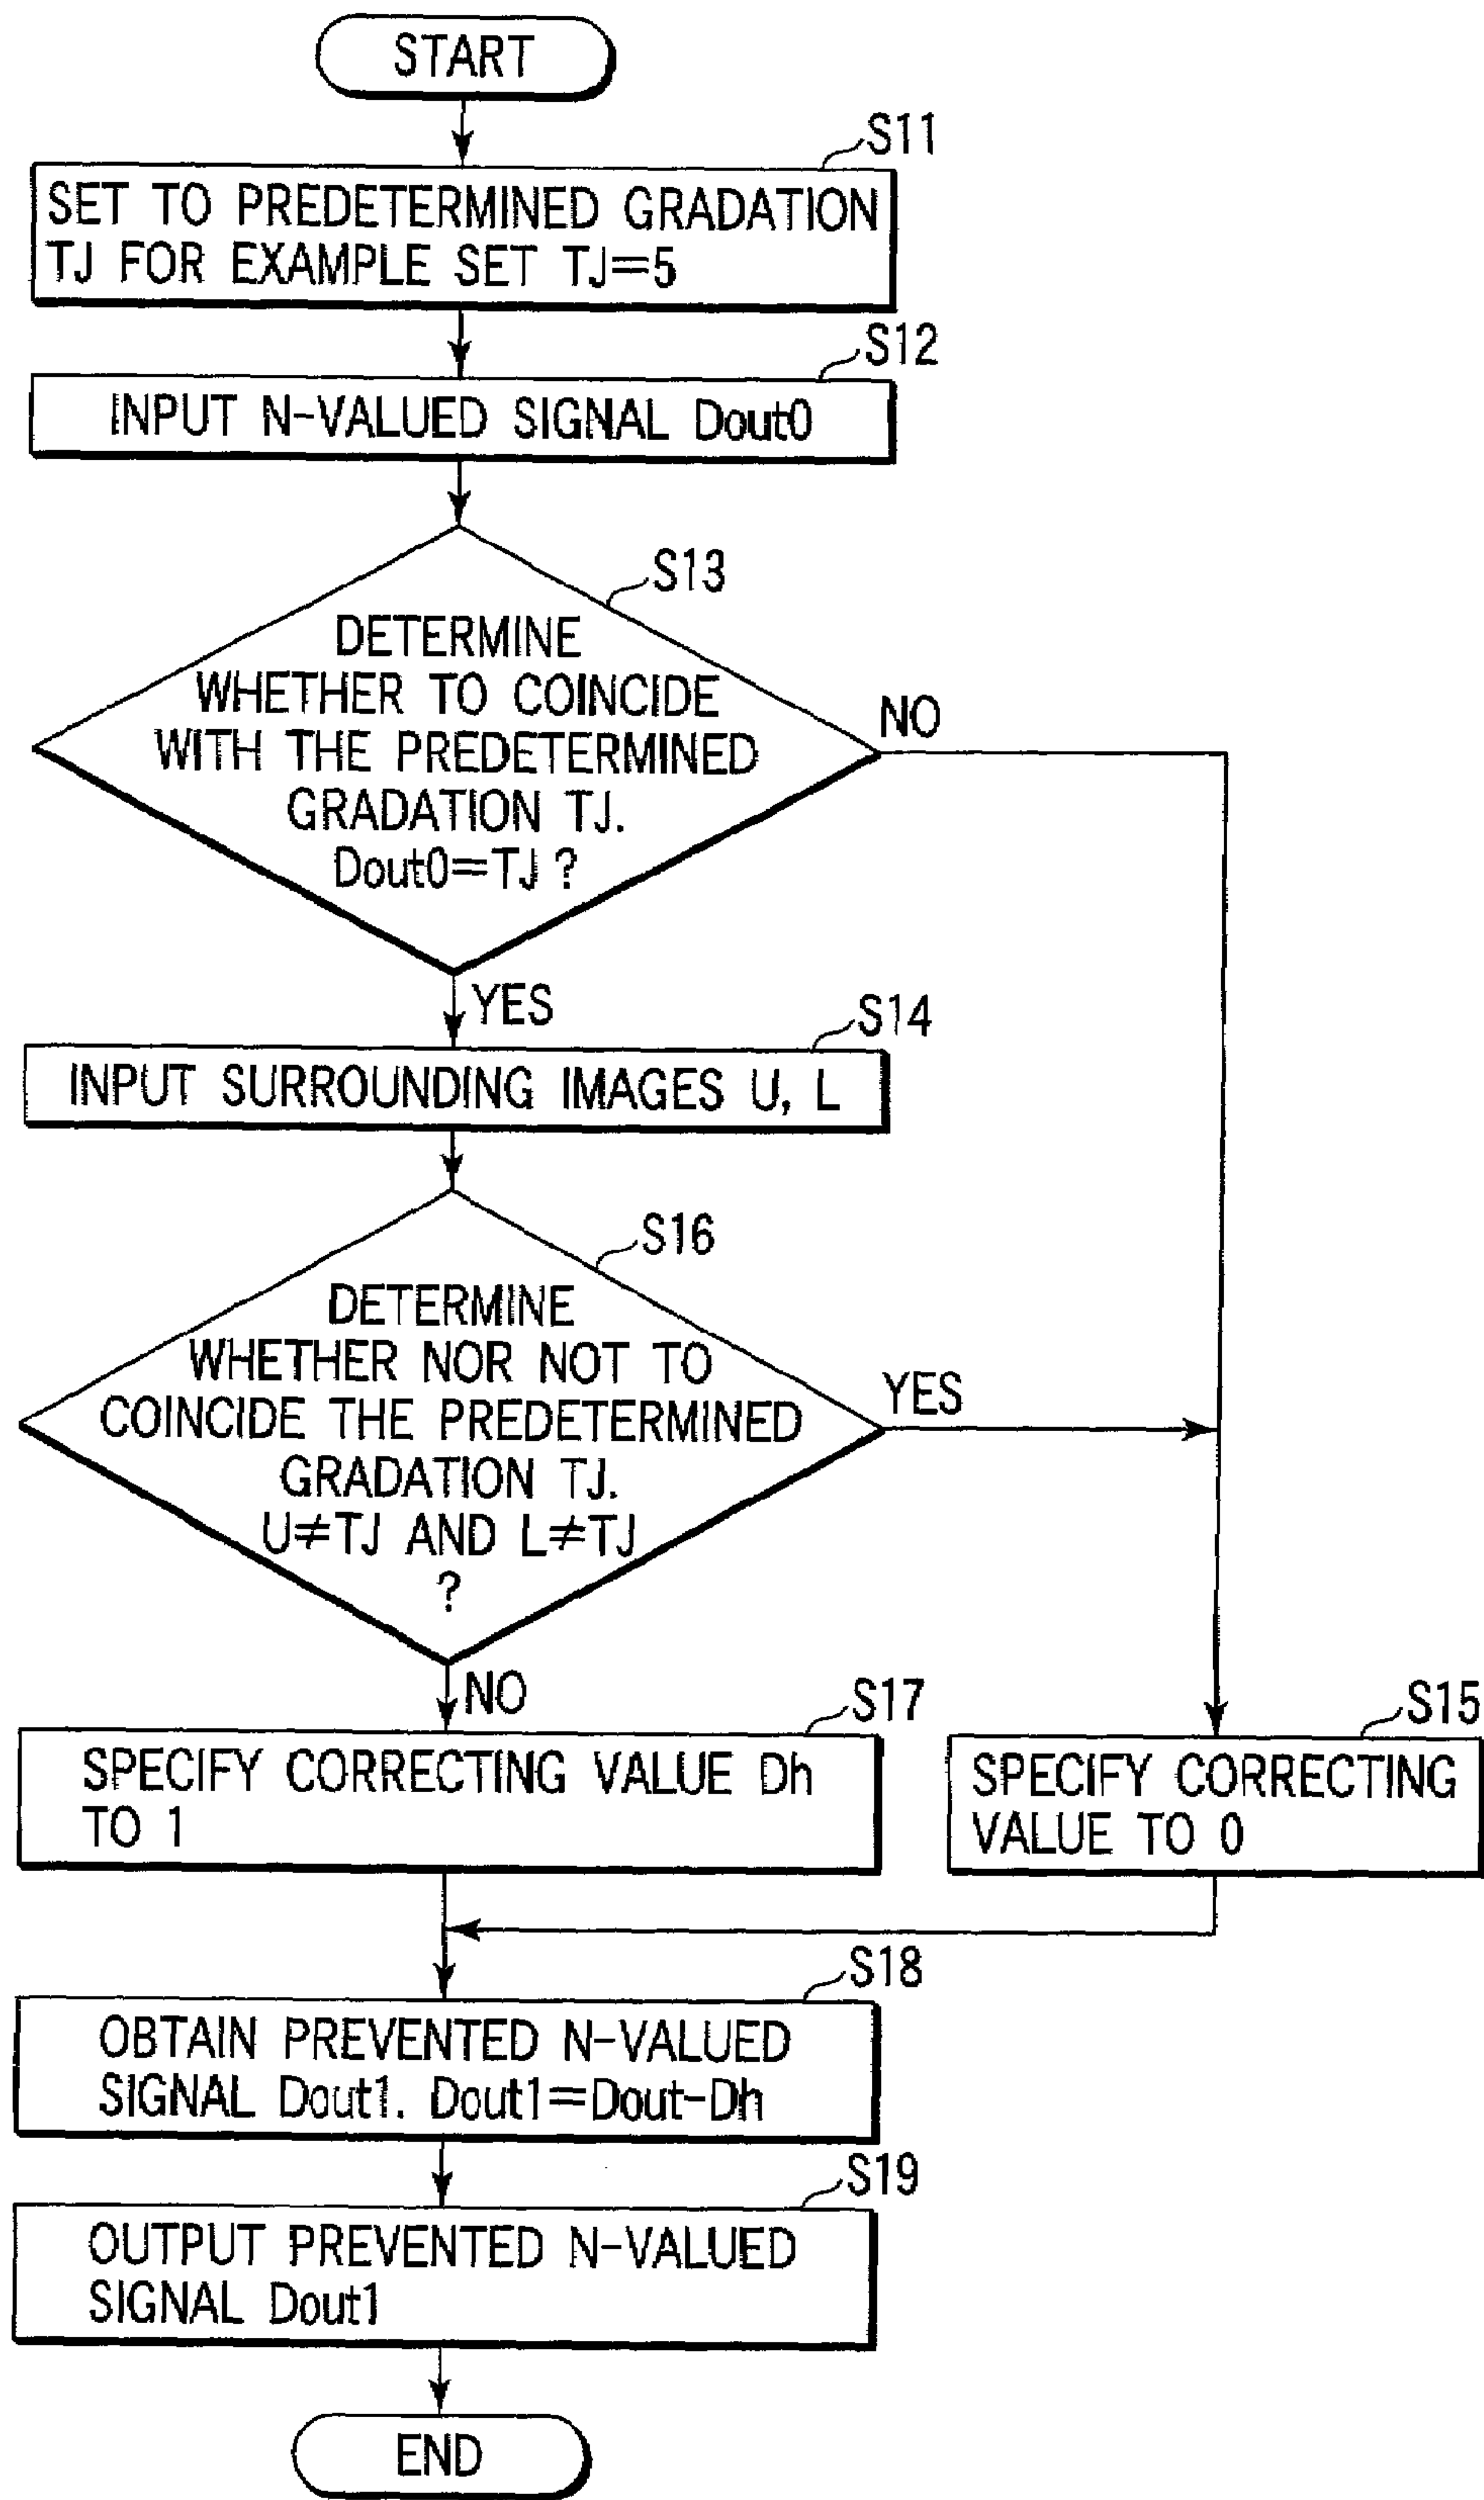 START
S11
SET TO PREDETERMINED GRADATION
TJ FOR EXAMPLE SET TJ=5
S12
INPUT N-VALUED SIGNAL Dout0
S13
DETERMINE
WHETHER TO COINCIDE
WITH THE PREDETERMINED
GRADATION TJ.
Dout0=TJ ?
NO
YES
S14
INPUT SURROUNDING IMAGES U, L
S16
DETERMINE
WHETHER NOR NOT TO
COINCIDE THE PREDETERMINED
GRADATION TJ.
U≠TJ AND L≠TJ
?
YES
NO
S17
SPECIFY CORRECTING VALUE Dh
TO 1
S15
SPECIFY CORRECTING
VALUE TO 0
S18
OBTAIN PREVENTED N-VALUED
SIGNAL Dout1. Dout1=Dout-Dh
S19
OUTPUT PREVENTED N-VALUED
SIGNAL Dout1
END